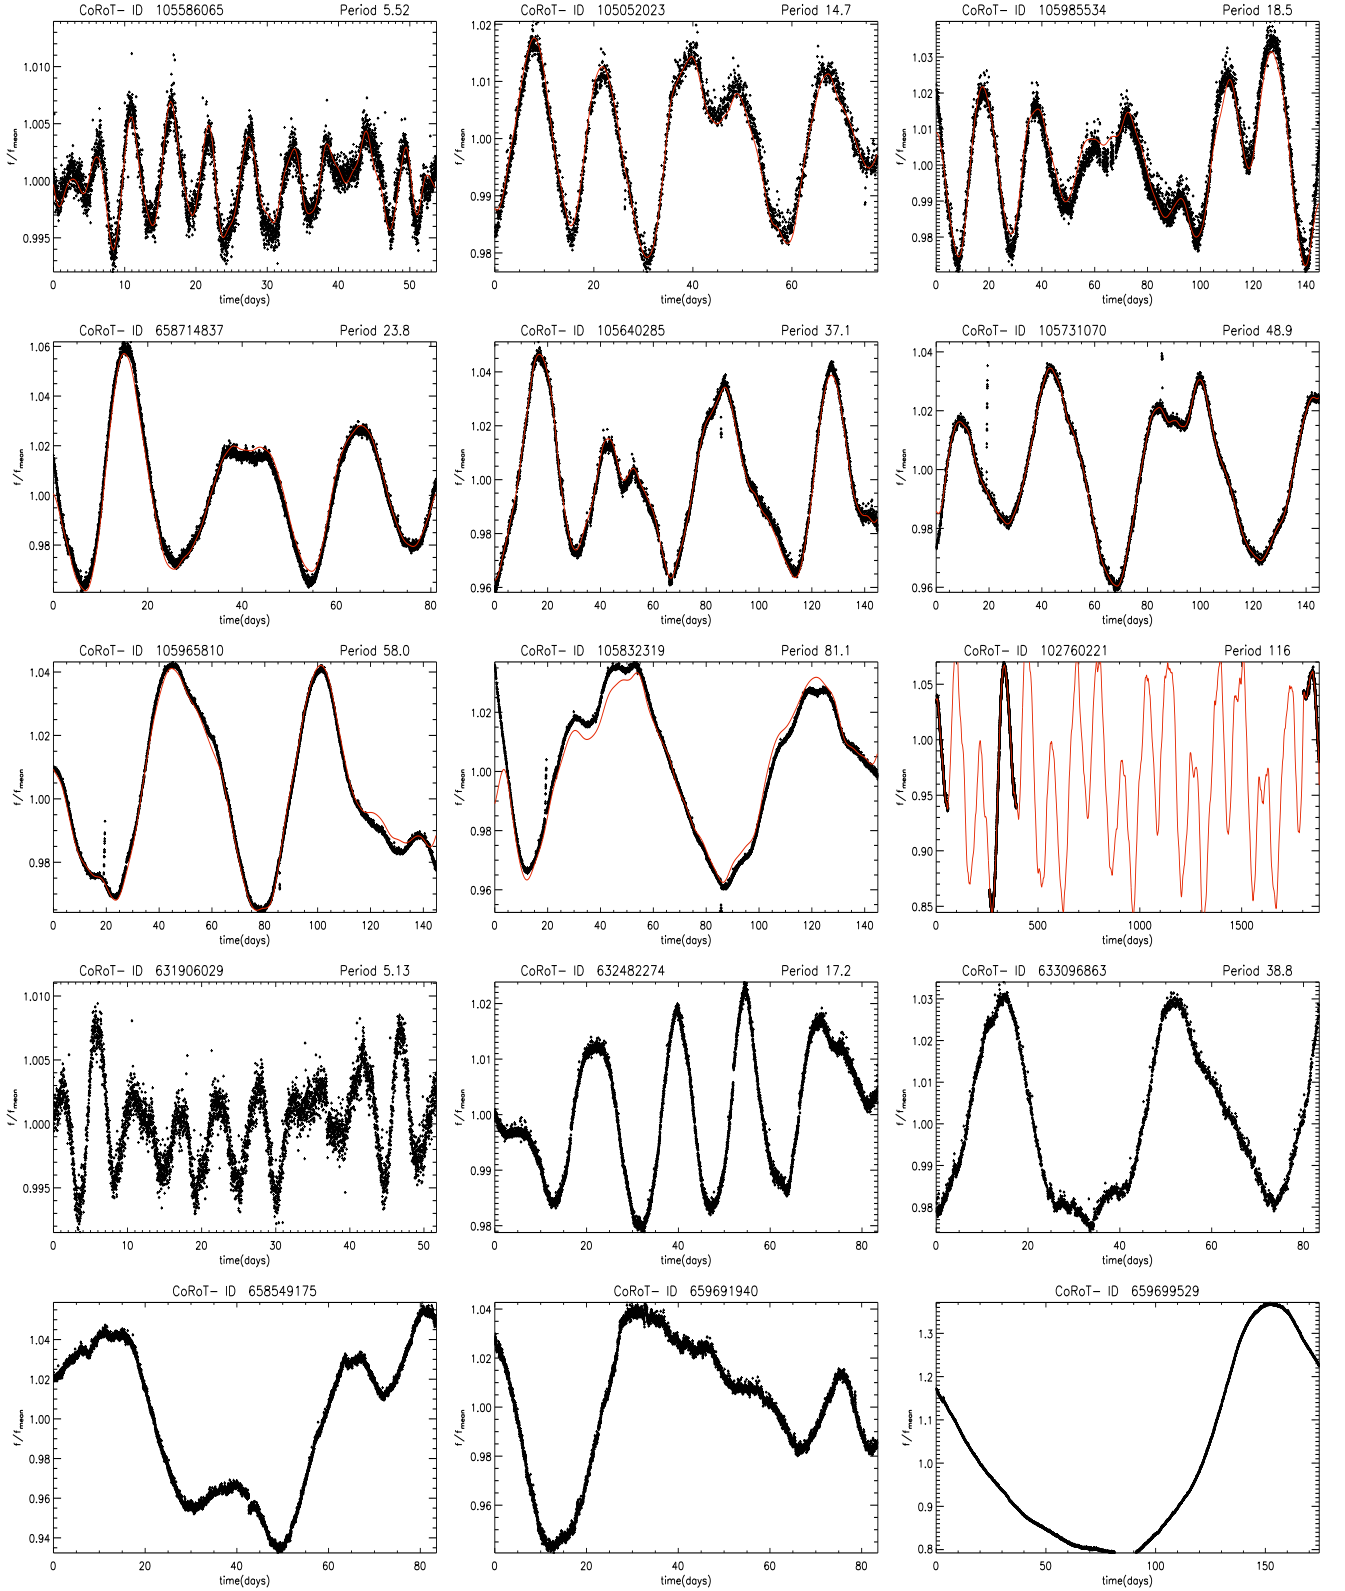 CoRoT- ID 105586065 Period 5.52
f/fmean
1.010
1.005
1.000
0.995
0 10 20 30 40 50
time(days)
CoRoT- ID 105052023 Period 14.7
f/fmean
1.02
1.01
1.00
0.99
0.98
0 20 40 60
time(days)
CoRoT- ID 105985534 Period 18.5
f/fmean
1.03
1.02
1.01
1.00
0.99
0.98
0 20 40 60 80 100 120 140
time(days)
CoRoT- ID 658714837 Period 23.8
f/fmean
1.06
1.04
1.02
1.00
0.98
0 20 40 60 80
time(days)
CoRoT- ID 105640285 Period 37.1
f/fmean
1.04
1.02
1.00
0.98
0.96
0 20 40 60 80 100 120 140
time(days)
CoRoT- ID 105731070 Period 48.9
f/fmean
1.04
1.02
1.00
0.98
0.96
0 20 40 60 80 100 120 140
time(days)
CoRoT- ID 105965810 Period 58.0
f/fmean
1.04
1.02
1.00
0.98
0 20 40 60 80 100 120 140
time(days)
CoRoT- ID 105832319 Period 81.1
f/fmean
1.02
1.00
0.98
0.96
0 20 40 60 80 100 120 140
time(days)
CoRoT- ID 102760221 Period 116
f/fmean
1.05
1.00
0.95
0.90
0.85
0 500 1000 1500
time(days)
CoRoT- ID 631906029 Period 5.13
f/fmean
1.010
1.005
1.000
0.995
0 10 20 30 40 50
time(days)
CoRoT- ID 632482274 Period 17.2
f/fmean
1.02
1.01
1.00
0.99
0.98
0 20 40 60 80
time(days)
CoRoT- ID 633096863 Period 38.8
f/fmean
1.03
1.02
1.01
1.00
0.99
0.98
0 20 40 60 80
time(days)
CoRoT- ID 658549175
f/fmean
1.04
1.02
1.00
0.98
0.96
0.94
0 20 40 60 80
time(days)
CoRoT- ID 659691940
f/fmean
1.04
1.02
1.00
0.98
0.96
0 20 40 60 80
time(days)
CoRoT- ID 659699529
f/fmean
1.3
1.2
1.1
1.0
0.9
0.8
0 50 100 150
time(days)